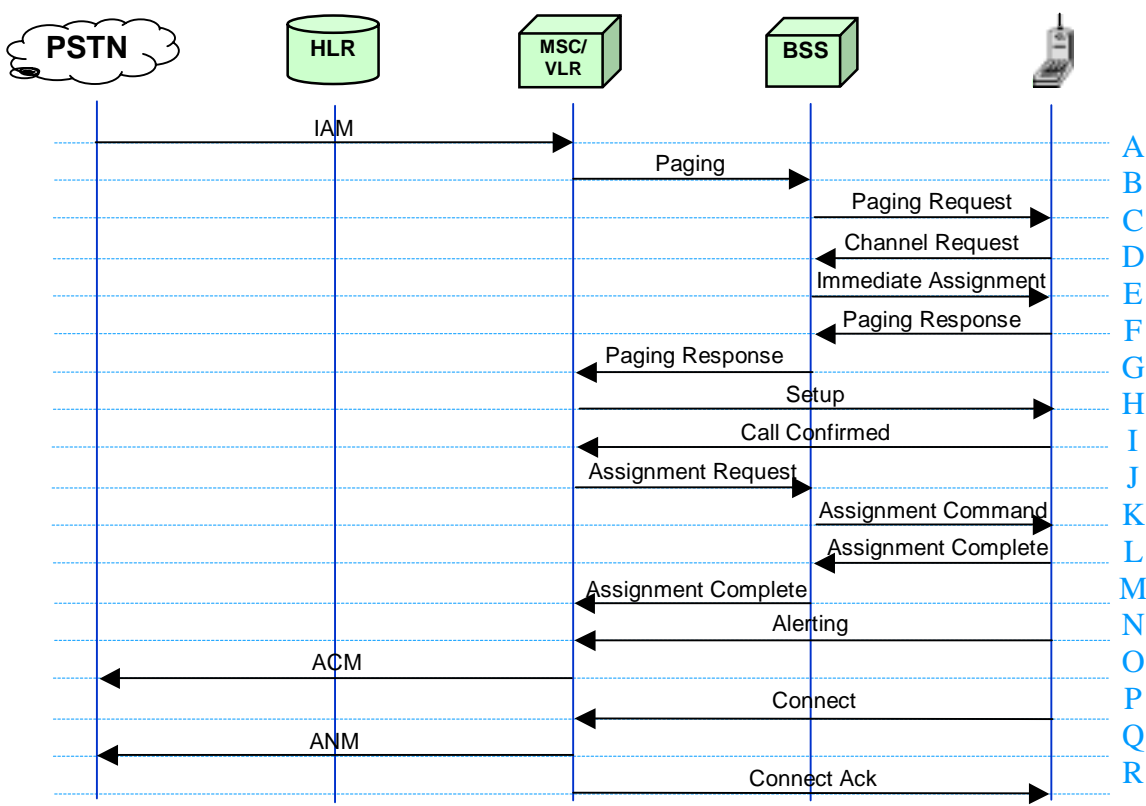 PSTN
HLR
MSC/
VLR
BSS
IAM
A
Paging
B
Paging Request
C
Channel Request
D
Immediate Assignment
E
Paging Response
F
Paging Response
G
Setup
H
Call Confirmed
I
Assignment Request
J
Assignment Command
K
Assignment Complete
L
Assignment Complete
M
Alerting
N
ACM
O
Connect
P
ANM
Q
Connect Ack
R